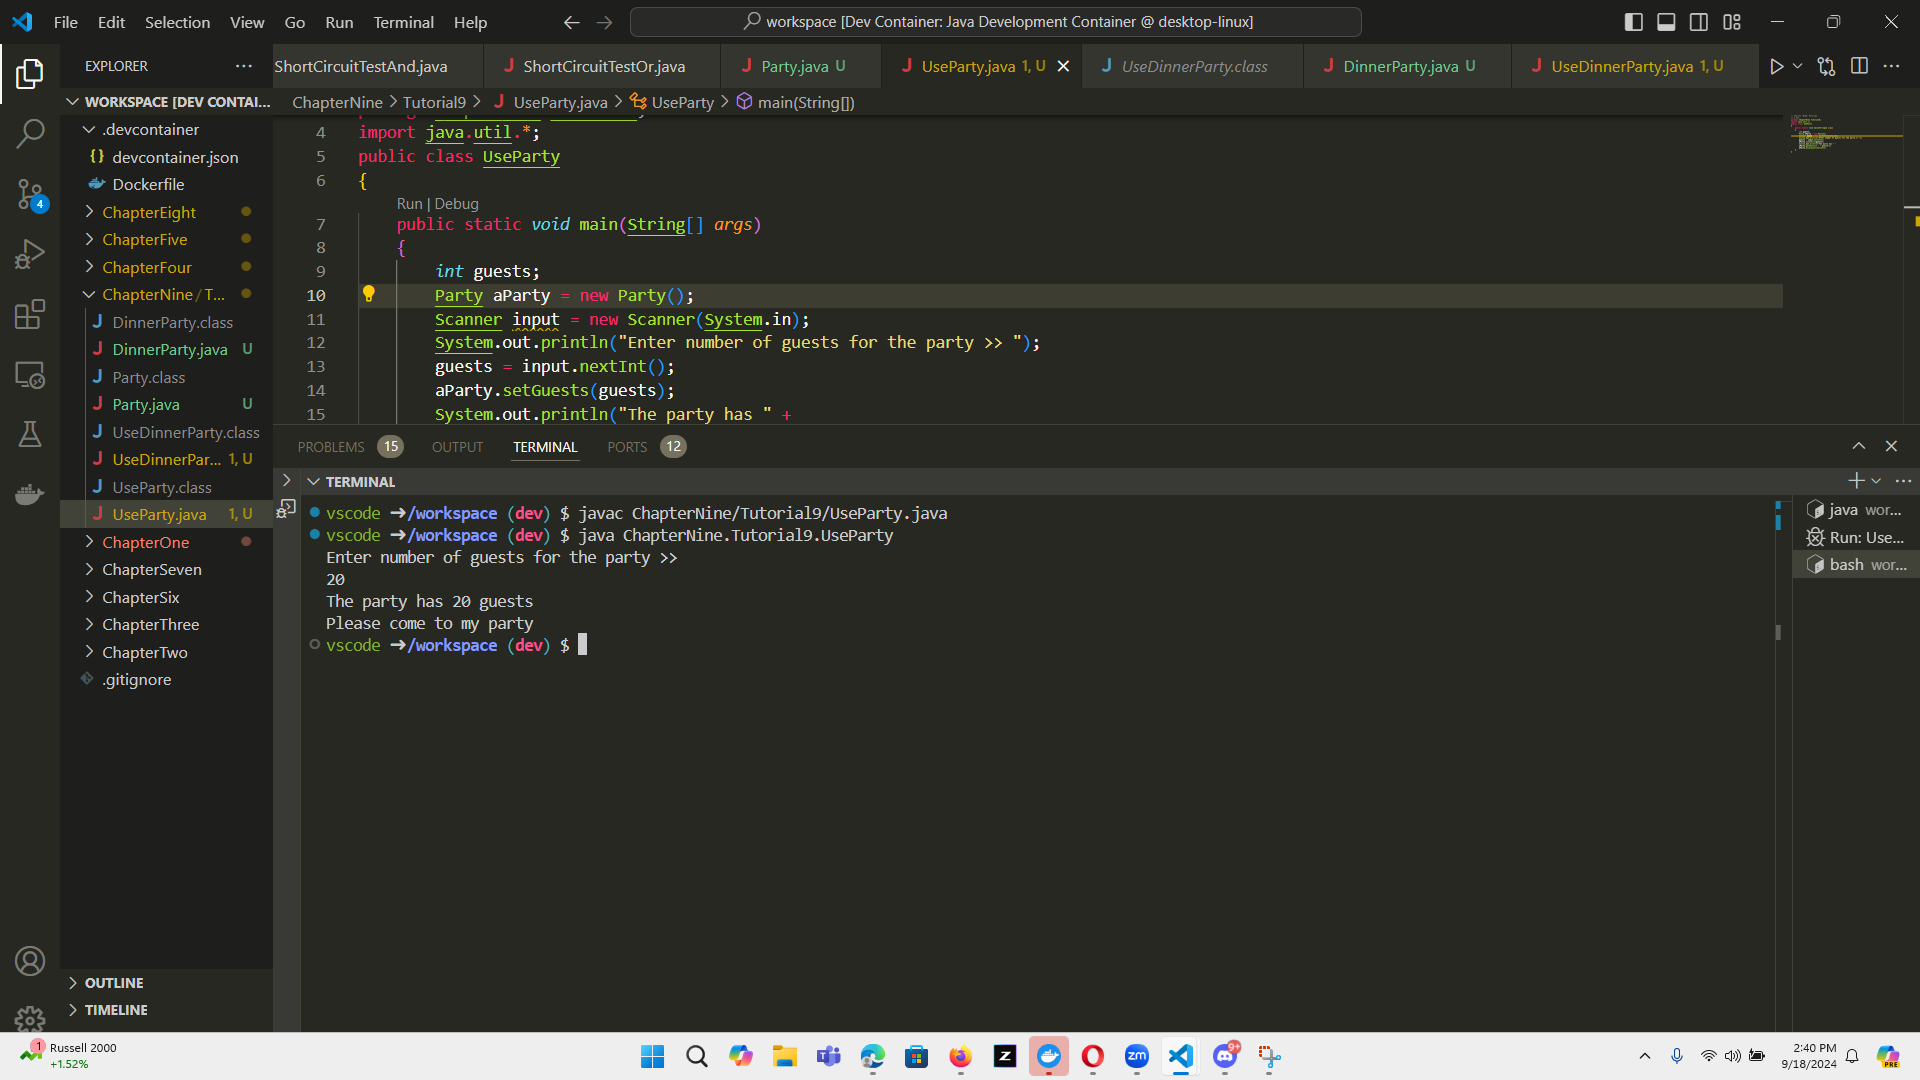 File Edit Selection View Go Run Terminal Help
workspace [Dev Container: Java Development Container @ desktop-linux]
EXPLORER
ShortCircuitTestAnd.java
ShortCircuitTestOr.java
Party.java U
UseParty.java 1, U
UseDinnerParty.class
DinnerParty.java U
UseDinnerParty.java 1, U
WORKSPACE [DEV CONTAI...
.devcontainer
devcontainer.json
Dockerfile
ChapterEight
ChapterFive
ChapterFour
ChapterNine / T...
DinnerParty.class
DinnerParty.java U
Party.class
Party.java U
UseDinnerParty.class
UseDinnerPar... 1, U
UseParty.class
UseParty.java 1, U
ChapterOne
ChapterSeven
ChapterSix
ChapterThree
ChapterTwo
.gitignore
OUTLINE
TIMELINE
4
ChapterNine > Tutorial9 > UseParty.java > UseParty > main(String[])
4 import java.util.*;
5 public class UseParty
6 {
Run | Debug
7 public static void main(String[] args)
8 {
9 int guests;
10 Party aParty = new Party();
11 Scanner input = new Scanner(System.in);
12 System.out.println("Enter number of guests for the party >> ");
13 guests = input.nextInt();
14 aParty.setGuests(guests);
15 System.out.println("The party has " +
PROBLEMS 15 OUTPUT TERMINAL PORTS 12
TERMINAL
vscode ➜/workspace (dev) $ javac ChapterNine/Tutorial9/UseParty.java
vscode ➜/workspace (dev) $ java ChapterNine.Tutorial9.UseParty
Enter number of guests for the party >>
20
The party has 20 guests
Please come to my party
vscode ➜/workspace (dev) $
java wor...
Run: Use...
bash wor...
1
Russell 2000
+1.52%
Z
zm
9+
2:40 PM
9/18/2024
PRE